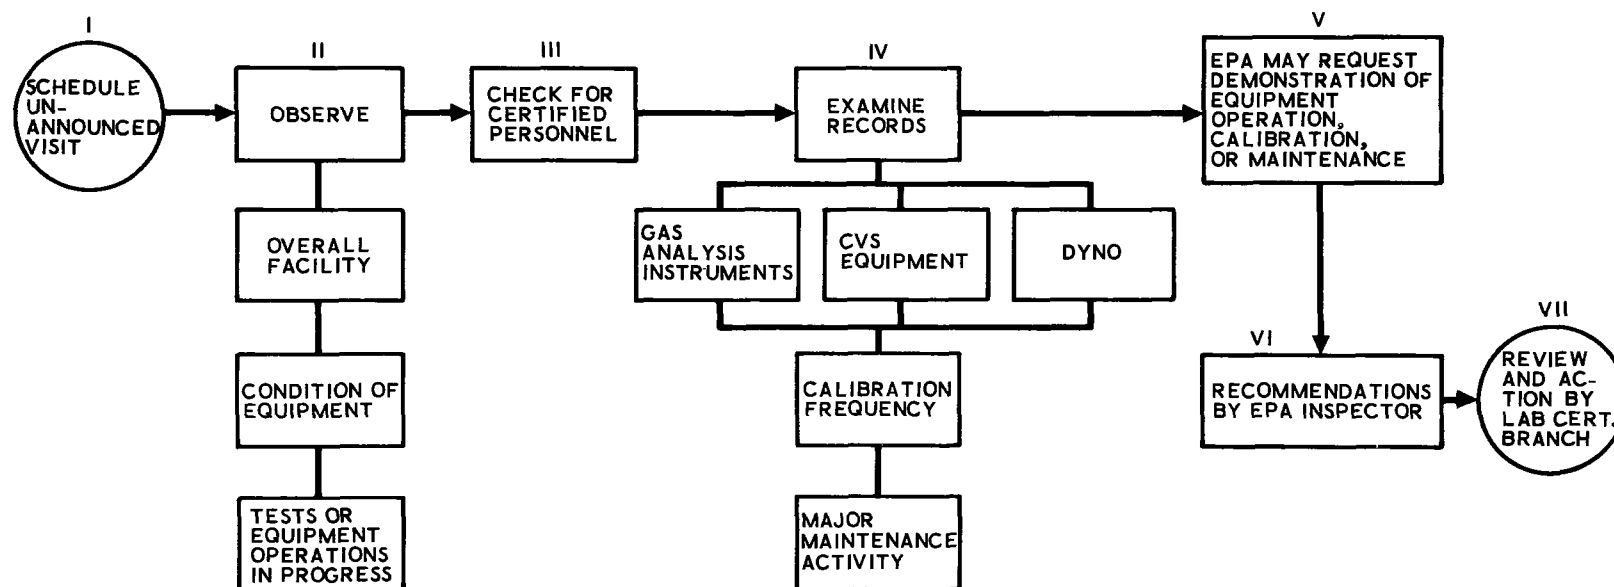 I
SCHEDULE
UN-
ANNOUNCED
VISIT
II
OBSERVE
OVERALL
FACILITY
CONDITION OF
EQUIPMENT
TESTS OR
EQUIPMENT
OPERATIONS
IN PROGRESS
III
CHECK FOR
CERTIFIED
PERSONNEL
IV
EXAMINE
RECORDS
GAS
ANALYSIS
INSTRUMENTS
CVS
EQUIPMENT
DYNO
CALIBRATION
FREQUENCY
MAJOR
MAINTENANCE
ACTIVITY
V
EPA MAY REQUEST
DEMONSTRATION OF
EQUIPMENT
OPERATION,
CALIBRATION,
OR MAINTENANCE
VI
RECOMMENDATIONS
BY EPA INSPECTOR
VII
REVIEW
AND AC-
TION BY
LAB CERT.
BRANCH